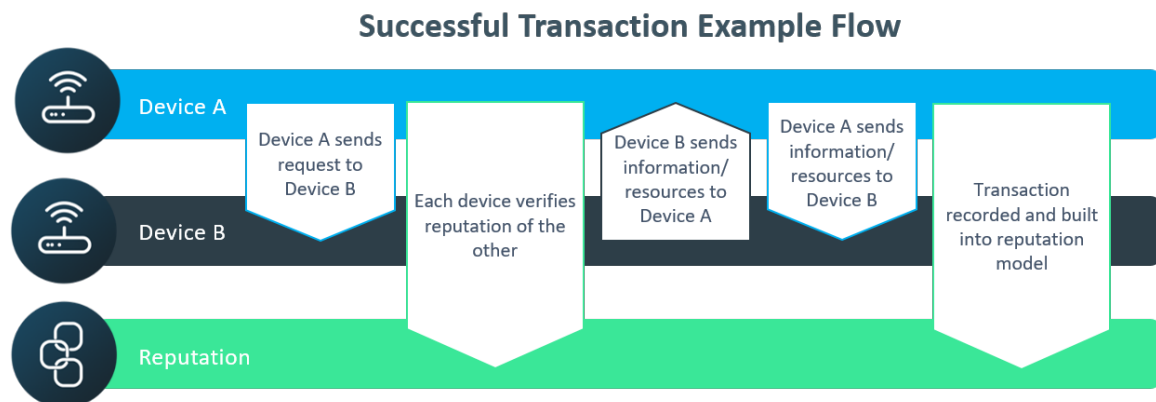 Successful Transaction Example Flow
Device A
Device A sends
request to
Device B
Each device verifies
reputation of the
other
Device B sends
information/
resources to
Device A
Device A sends
information/
resources to
Device B
Transaction
recorded and built
into reputation
model
Device B
Reputation